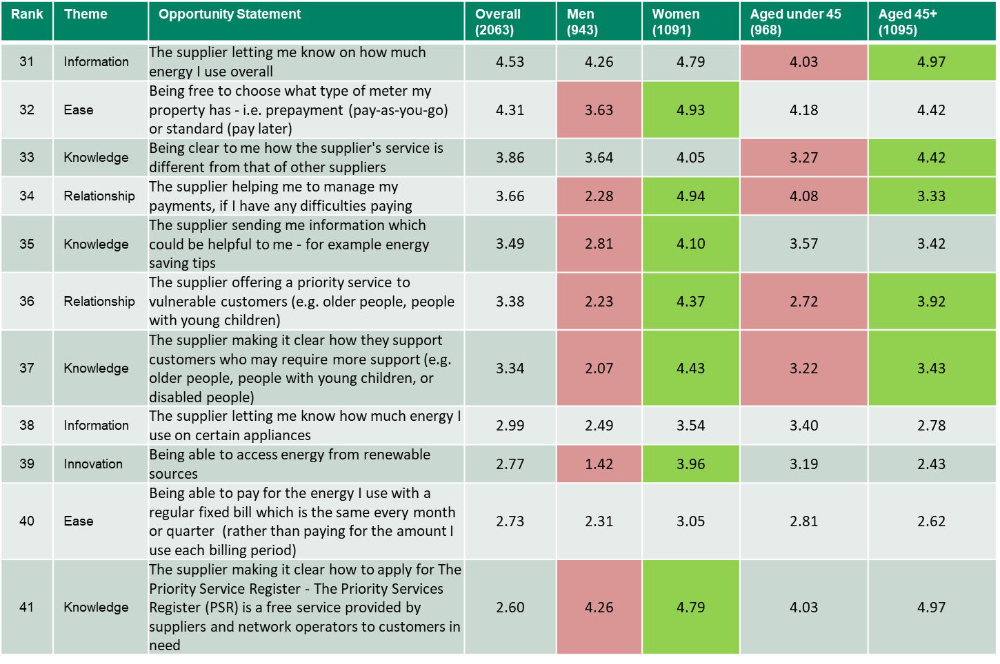 Rank Theme Opportunity Statement Overall (2063) Men (943) Women (1091) Aged under 45 (968) Aged 45+ (1095)
31 Information The supplier letting me know on how much
energy I use overall 4.53 4.26 4.79 4.03 4.97
32 Ease Being free to choose what type of meter my
property has - i.e. prepayment (pay-as-you-go)
or standard (pay later) 4.31 3.63 4.93 4.18 4.42
33 Knowledge Being clear to me how the supplier's service is
different from that of other suppliers 3.86 3.64 4.05 3.27 4.42
34 Relationship The supplier helping me to manage my
payments, if I have any difficulties paying 3.66 2.28 4.94 4.08 3.33
35 Knowledge The supplier sending me information which
could be helpful to me - for example energy
saving tips 3.49 2.81 4.10 3.57 3.42
36 Relationship The supplier offering a priority service to
vulnerable customers (e.g. older people, people
with young children) 3.38 2.23 4.37 2.72 3.92
37 Knowledge The supplier making it clear how they support
customers who may require more support (e.g.
older people, people with young children, or
disabled people) 3.34 2.07 4.43 3.22 3.43
38 Information The supplier letting me know how much energy I
use on certain appliances 2.99 2.49 3.54 3.40 2.78
39 Innovation Being able to access energy from renewable
sources 2.77 1.42 3.96 3.19 2.43
40 Ease Being able to pay for the energy I use with a
regular fixed bill which is the same every month
or quarter (rather than paying for the amount I
use each billing period) 2.73 2.31 3.05 2.81 2.62
41 Knowledge The supplier making it clear how to apply for The
Priority Service Register - The Priority Services
Register (PSR) is a free service provided by
suppliers and network operators to customers in
need 2.60 4.26 4.79 4.03 4.97